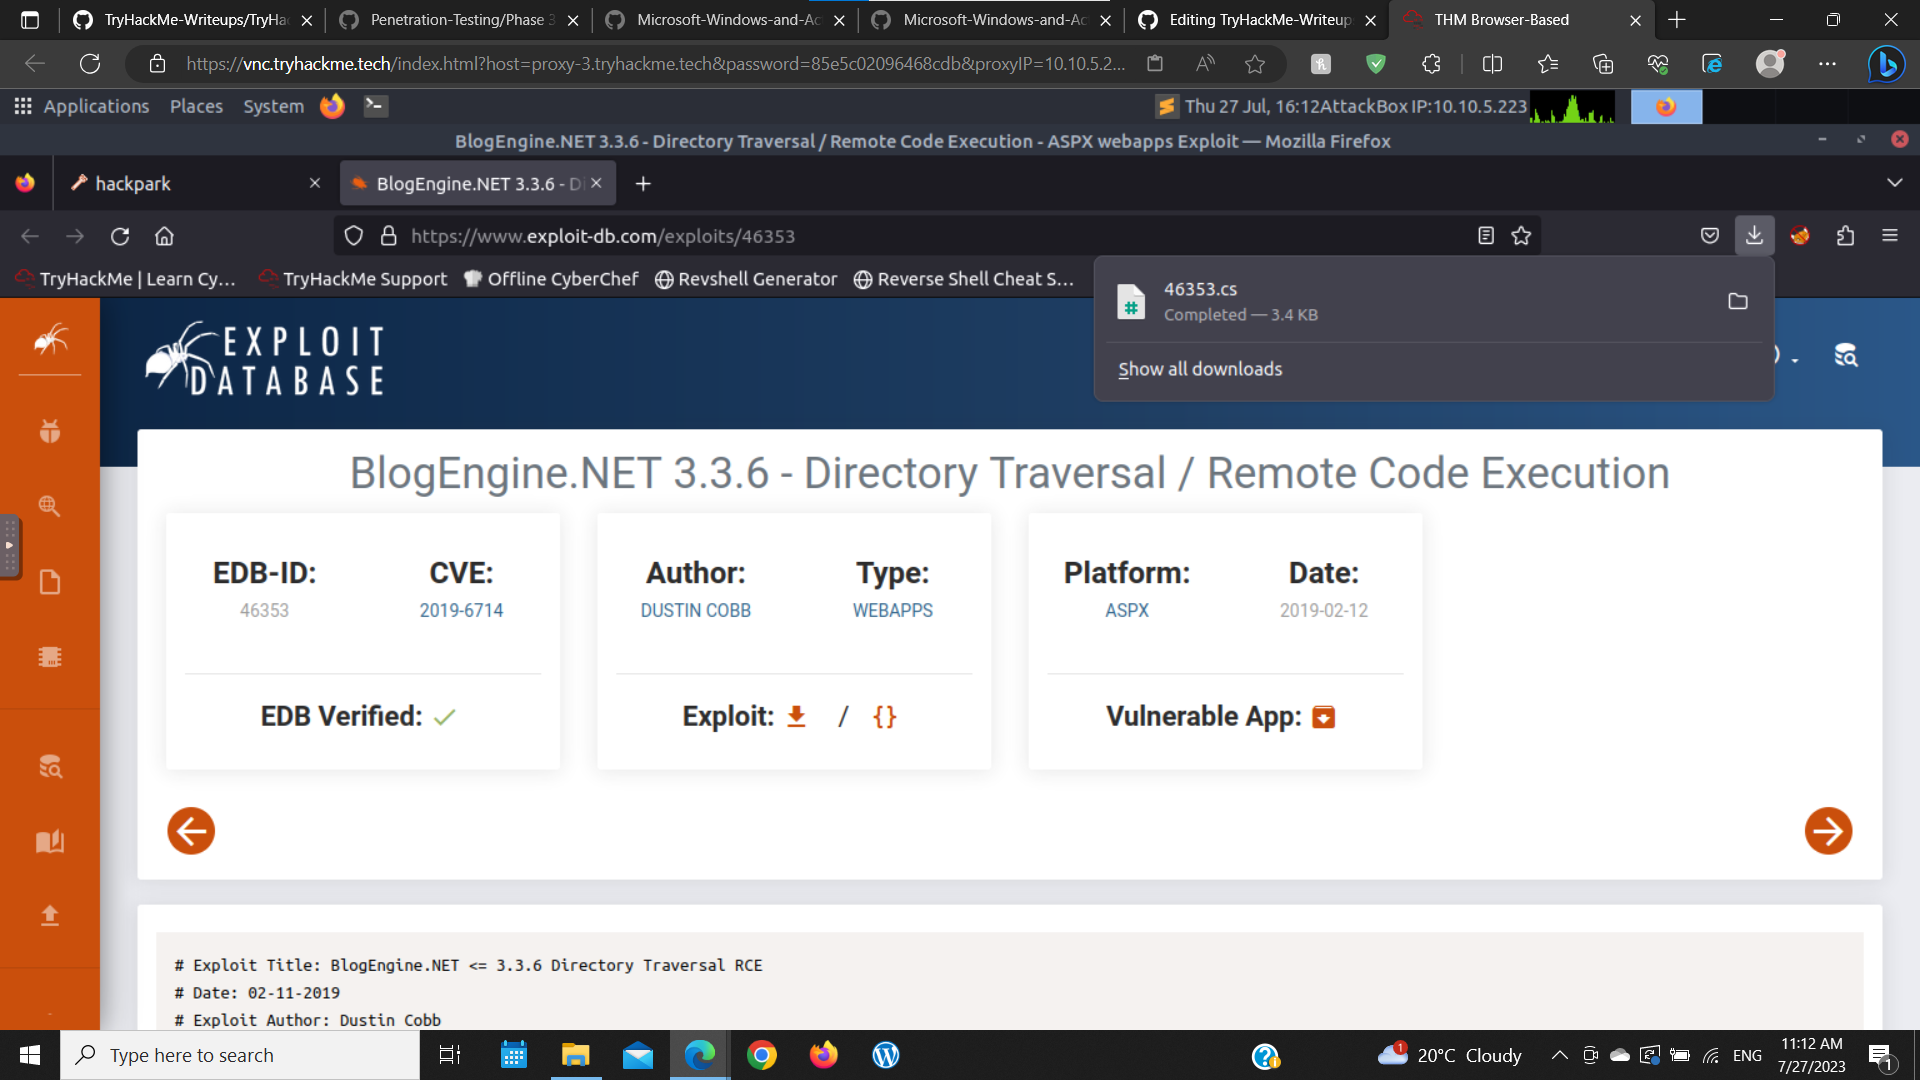 TryHackMe-Writeups/TryHa
Penetration-Testing/Phase 3
Microsoft-Windows-and-Ac
Microsoft-Windows-and-Ac
Editing TryHackMe-Writeup
THM Browser-Based
https://vnc.tryhackme.tech/index.html?host=proxy-3.tryhackme.tech&password=85e5c02096468cdb&proxyIP=10.10.5.2...
Applications Places System
Thu 27 Jul, 16:12AttackBox IP:10.10.5.223
BlogEngine.NET 3.3.6 - Directory Traversal / Remote Code Execution - ASPX webapps Exploit — Mozilla Firefox
hackpark
BlogEngine.NET 3.3.6 - Di
https://www.exploit-db.com/exploits/46353
TryHackMe | Learn Cy... TryHackMe Support Offline CyberChef Revshell Generator Reverse Shell Cheat S...
46353.cs
Completed — 3.4 KB
Show all downloads
EXPLOIT
DATABASE
BlogEngine.NET 3.3.6 - Directory Traversal / Remote Code Execution
EDB-ID:
46353
CVE:
2019-6714
EDB Verified:
Author:
DUSTIN COBB
Type:
WEBAPPS
Exploit: / {}
Platform:
ASPX
Date:
2019-02-12
Vulnerable App:
# Exploit Title: BlogEngine.NET <= 3.3.6 Directory Traversal RCE
# Date: 02-11-2019
# Exploit Author: Dustin Cobb
Type here to search
1
20°C Cloudy
ENG
11:12 AM
7/27/2023
1